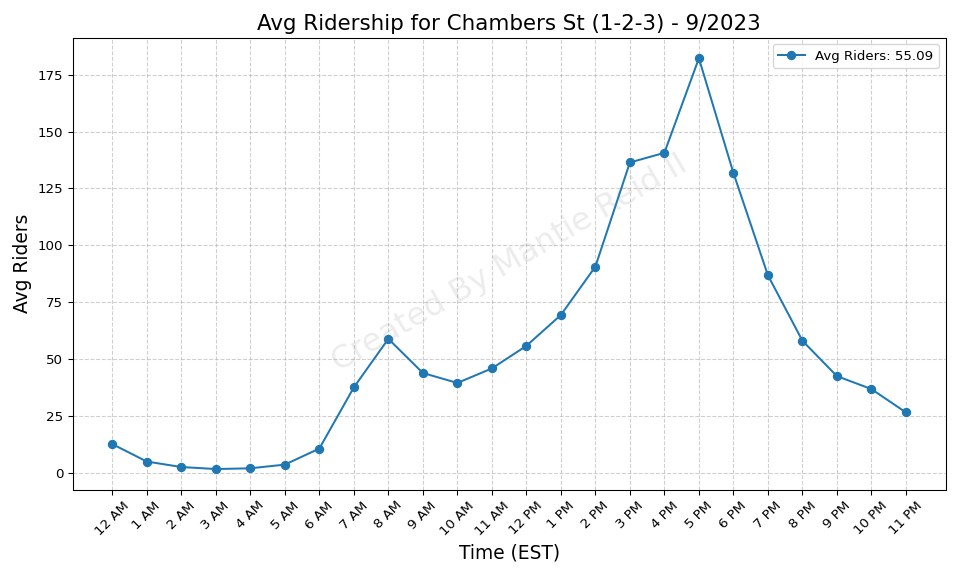 Avg Ridership for Chambers St (1-2-3) - 9/2023
Avg Riders: 55.09
Avg Riders
175
150
125
100
75
50
25
0
Created By Mantle Reid II
12 AM
1 AM
2 AM
3 AM
4 AM
5 AM
6 AM
7 AM
8 AM
9 AM
10 AM
11 AM
12 PM
1 PM
2 PM
3 PM
4 PM
5 PM
6 PM
7 PM
8 PM
9 PM
10 PM
11 PM
Time (EST)